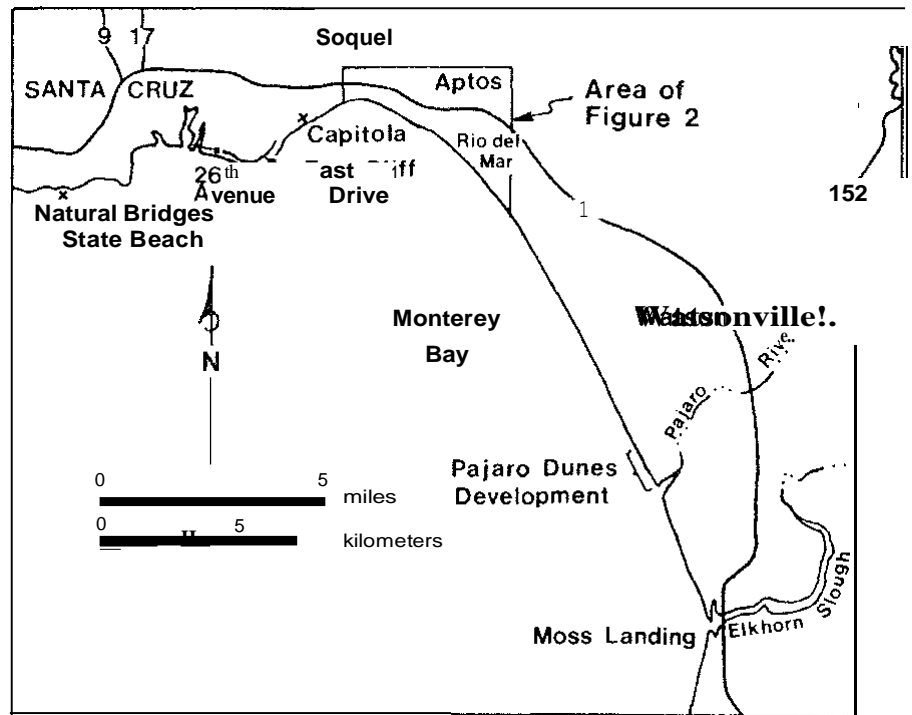 9 17
Soquel
SANTA CRUZ
Aptos
Area of
Figure 2
Capitola
Rio del
Mar
26th
Avenue
Drive
152
Natural Bridges
State Beach
1
Monterey
Bay
N
Pajaro
Pajaro Dunes
Development
0 5
miles
0 5
kilometers
Moss Landing
Elkhorn Slough